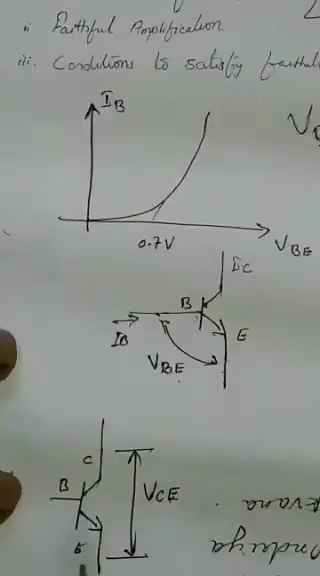 ii. Faithful Amplification
iii. Conditions to satisfy
IB
0.7V
VBE
IC
B
E
IB
VBE
C
B
VCE
E